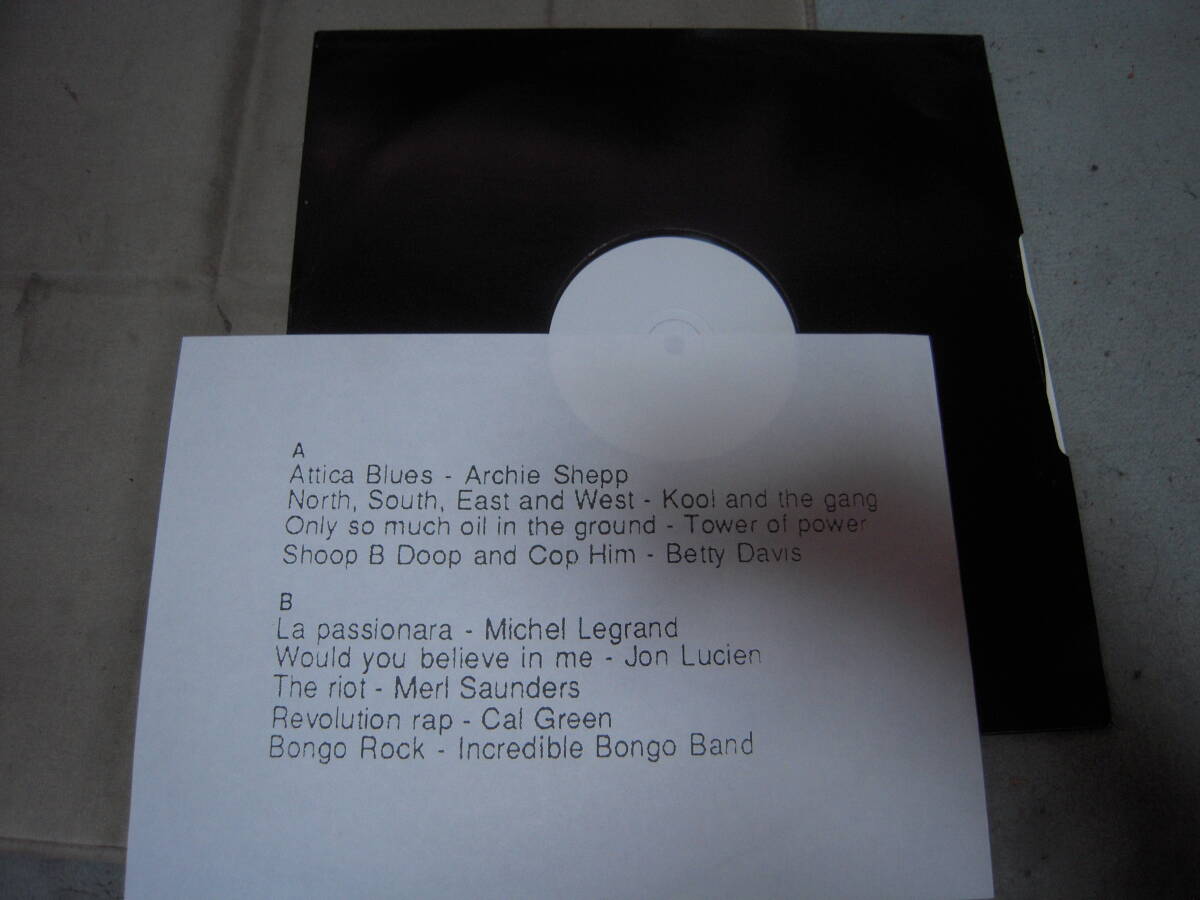 A
Attica Blues - Archie Shepp
North, South, East and West - Kool and the gang
Only so much oil in the ground - Tower of power
Shoop B Doop and Cop Him - Betty Davis
B
La passionara - Michel Legrand
Would you believe in me - Jon Lucien
The riot - Merl Saunders
Revolution rap - Cal Green
Bongo Rock - Incredible Bongo Band